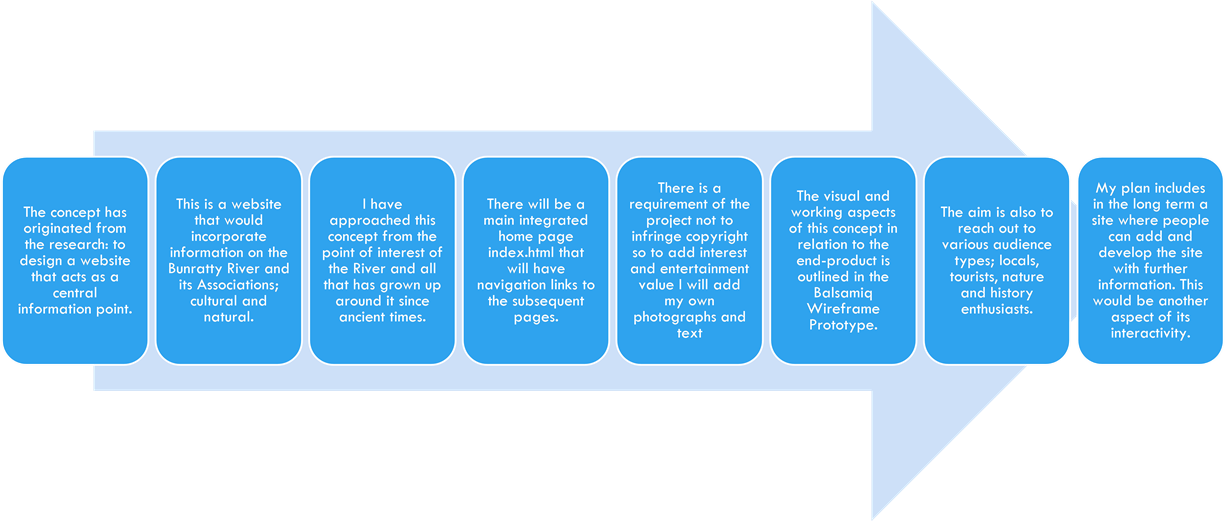 The concept has
originated from
the research: to
design a website
that acts as a
central
information point.
This is a website
that would
incorporate
information on the
Bunratty River and
its Associations;
cultural and
natural.
I have
approached this
concept from the
point of interest of
the River and all
that has grown up
around it since
ancient times.
There will be a
main integrated
home page
index.html that
will have
navigation links to
the subsequent
pages.
There is a
requirement of the
project not to
infringe copyright
so to add interest
and entertainment
value I will add
my own
photographs and
text
The visual and
working aspects
of this concept in
relation to the
end-product is
outlined in the
Balsamiq
Wireframe
Prototype.
The aim is also to
reach out to
various audience
types; locals,
tourists, nature
and history
enthusiasts.
My plan includes
in the long term a
site where people
can add and
develop the site
with further
information. This
would be another
aspect of its
interactivity.